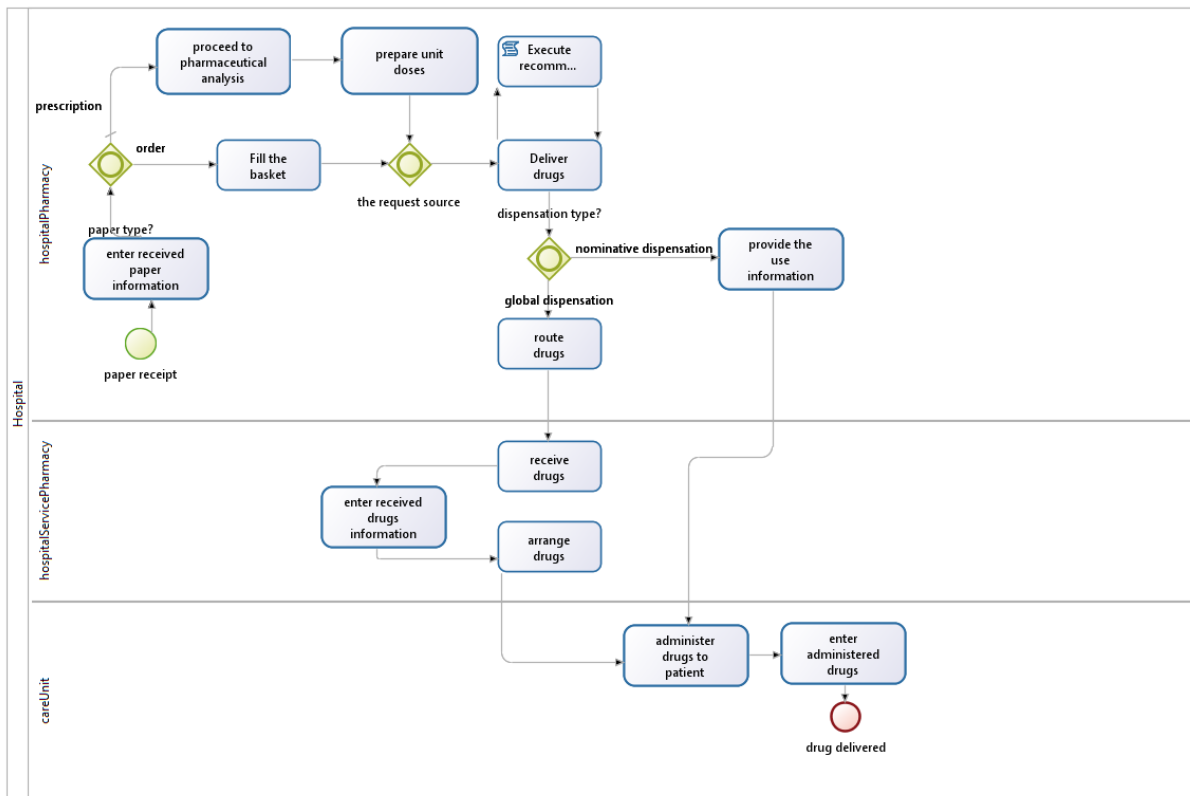 Hospital
hospitalPharmacy
proceed to
pharmaceutical
analysis
prepare unit
doses
Execute
recomm...
prescription
order
Fill the
basket
the request source
Deliver
drugs
paper type?
enter received
paper
information
paper receipt
dispensation type?
nominative dispensation
provide the
use
information
global dispensation
route
drugs
hospitalServicePharmacy
receive
drugs
enter received
drugs
information
arrange
drugs
careUnit
administer
drugs to
patient
enter
administered
drugs
drug delivered